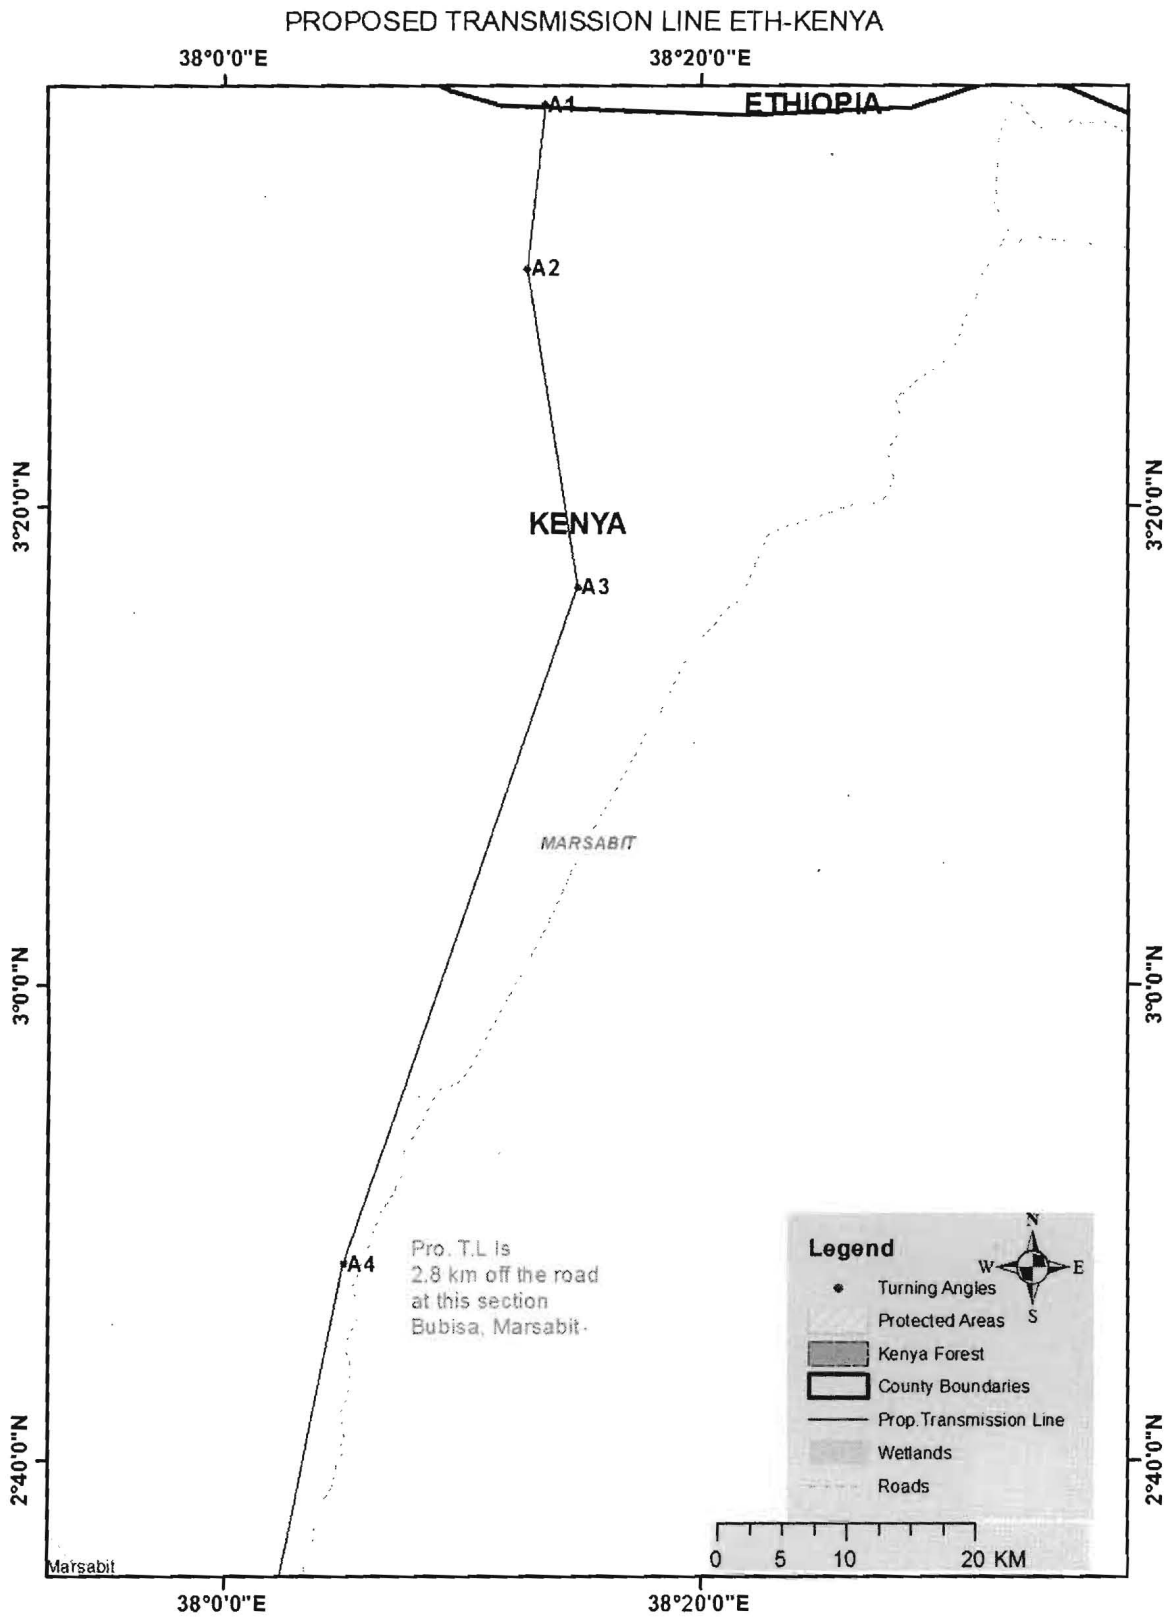 PROPOSED TRANSMISSION LINE ETH-KENYA
38°0'0"E
38°20'0"E
A1
ETHIOPIA
A2
3°20'0"N
3°20'0"N
KENYA
A3
MARSABIT
3°0'0"N
3°0'0"N
A4
Pro. T.L is
2.8 km off the road
at this section
Bubisa, Marsabit
Legend
N
W
E
S
Turning Angles
Protected Areas
Kenya Forest
County Boundaries
Prop.Transmission Line
Wetlands
Roads
2°40'0"N
2°40'0"N
0 5 10 20 KM
Marsabit
38°0'0"E
38°20'0"E